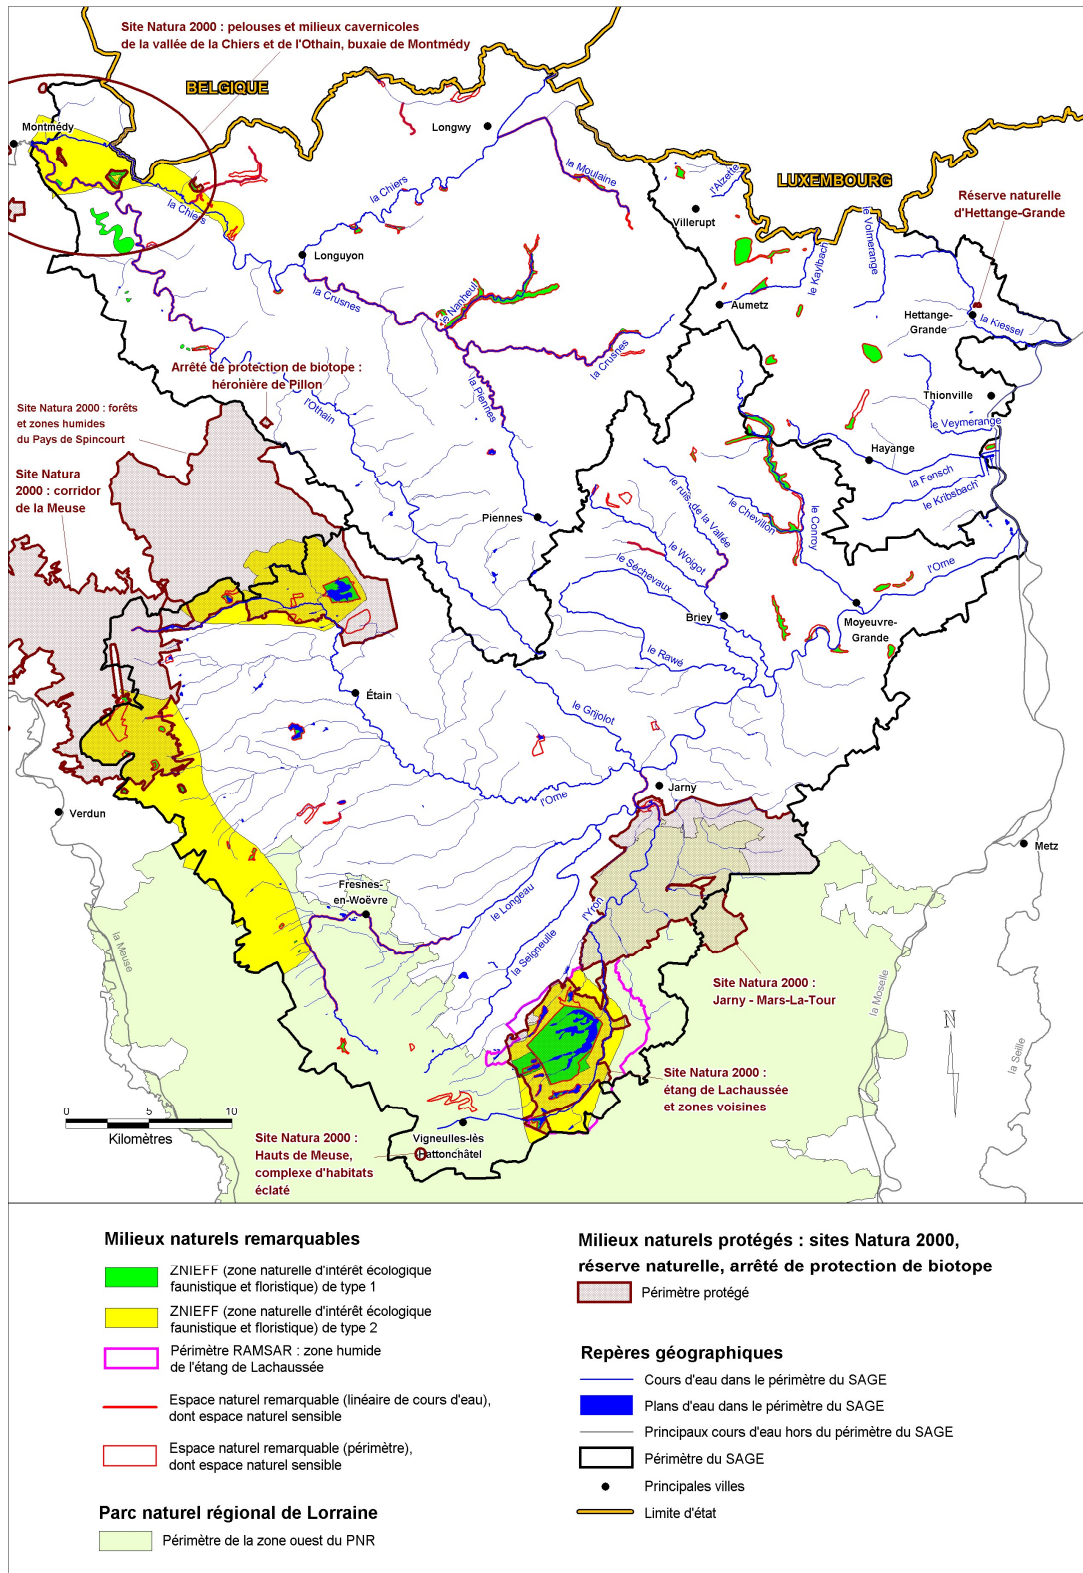 Site Natura 2000 : pelouses et milieux cavernicoles
de la vallée de la Chiers et de l'Othain, buxaie de Montmédy
BELGIQUE
Montmédy
Longwy
la Moulaine
la Chiers
l'Alzette
LUXEMBOURG
Réserve naturelle
d'Hettange-Grande
Villerupt
la Chiers
le Kaylbach
le Volmerange
Longuyon
la Crusnes
le Nanheul
Aumetz
Hettange-
Grande
la Kiessel
la Crusnes
Arrêté de protection de biotope :
héronière de Pillon
la Piennes
l'Othain
Thionville
Site Natura 2000 : forêts
et zones humides
du Pays de Spincourt
le Veymerange
Hayange
Site Natura
2000 : corridor
de la Meuse
la Fensch
le Kribsbach
Piennes
le ruis. de la Vallée
le Chevillon
le Conroy
le Woigot
le Séchevaux
l'Orne
Briey
Moyeuvre-
Grande
le Rawé
Étain
le Grijolot
Jarny
l'Orne
Verdun
Metz
Fresnes-
en-Woëvre
le Longeau
l'Yron
la Seigneulle
la Meuse
la Moselle
Site Natura 2000 :
Jarny - Mars-La-Tour
N
la Seille
Site Natura 2000 :
étang de Lachaussée
et zones voisines
0 5 10
Kilomètres
Vigneulles-lès
Hattonchâtel
Site Natura 2000 :
Hauts de Meuse,
complexe d'habitats
éclaté
Milieux naturels remarquables
ZNIEFF (zone naturelle d'intérêt écologique
faunistique et floristique) de type 1
ZNIEFF (zone naturelle d'intérêt écologique
faunistique et floristique) de type 2
Périmètre RAMSAR : zone humide
de l'étang de Lachaussée
Espace naturel remarquable (linéaire de cours d'eau),
dont espace naturel sensible
Espace naturel remarquable (périmètre),
dont espace naturel sensible
Parc naturel régional de Lorraine
Périmètre de la zone ouest du PNR
Milieux naturels protégés : sites Natura 2000,
réserve naturelle, arrêté de protection de biotope
Périmètre protégé
Repères géographiques
Cours d'eau dans le périmètre du SAGE
Plans d'eau dans le périmètre du SAGE
Principaux cours d'eau hors du périmètre du SAGE
Périmètre du SAGE
Principales villes
Limite d'état